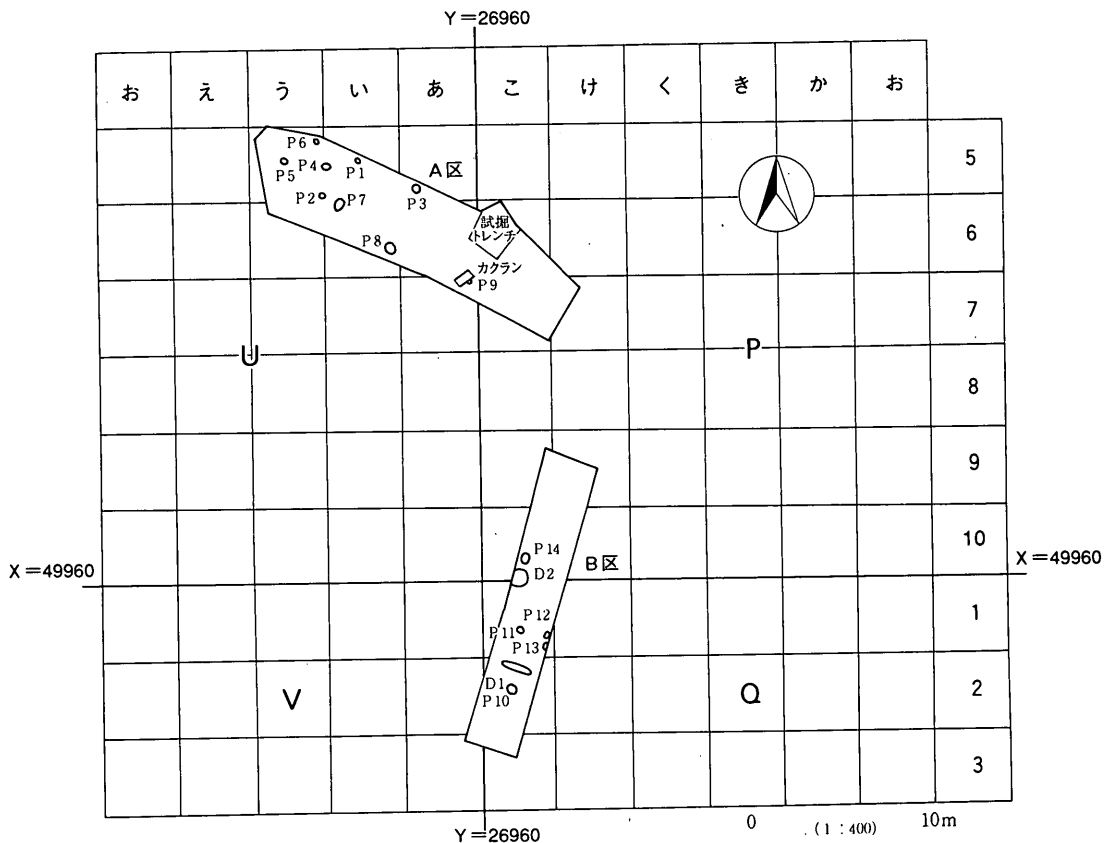 Y=26960
お え う い あ こ け く き か お
5
P6
P5
P4
P1
A区
P3
P2
P7
6
試掘
トレンチ
P8
カクラン
P9
7
U
P
8
9
10
P14
B区
D2
X=49960
X=49960
1
P12
P11
P13
2
D1
P10
V
Q
3
Y=26960
0
(1:400)
10m